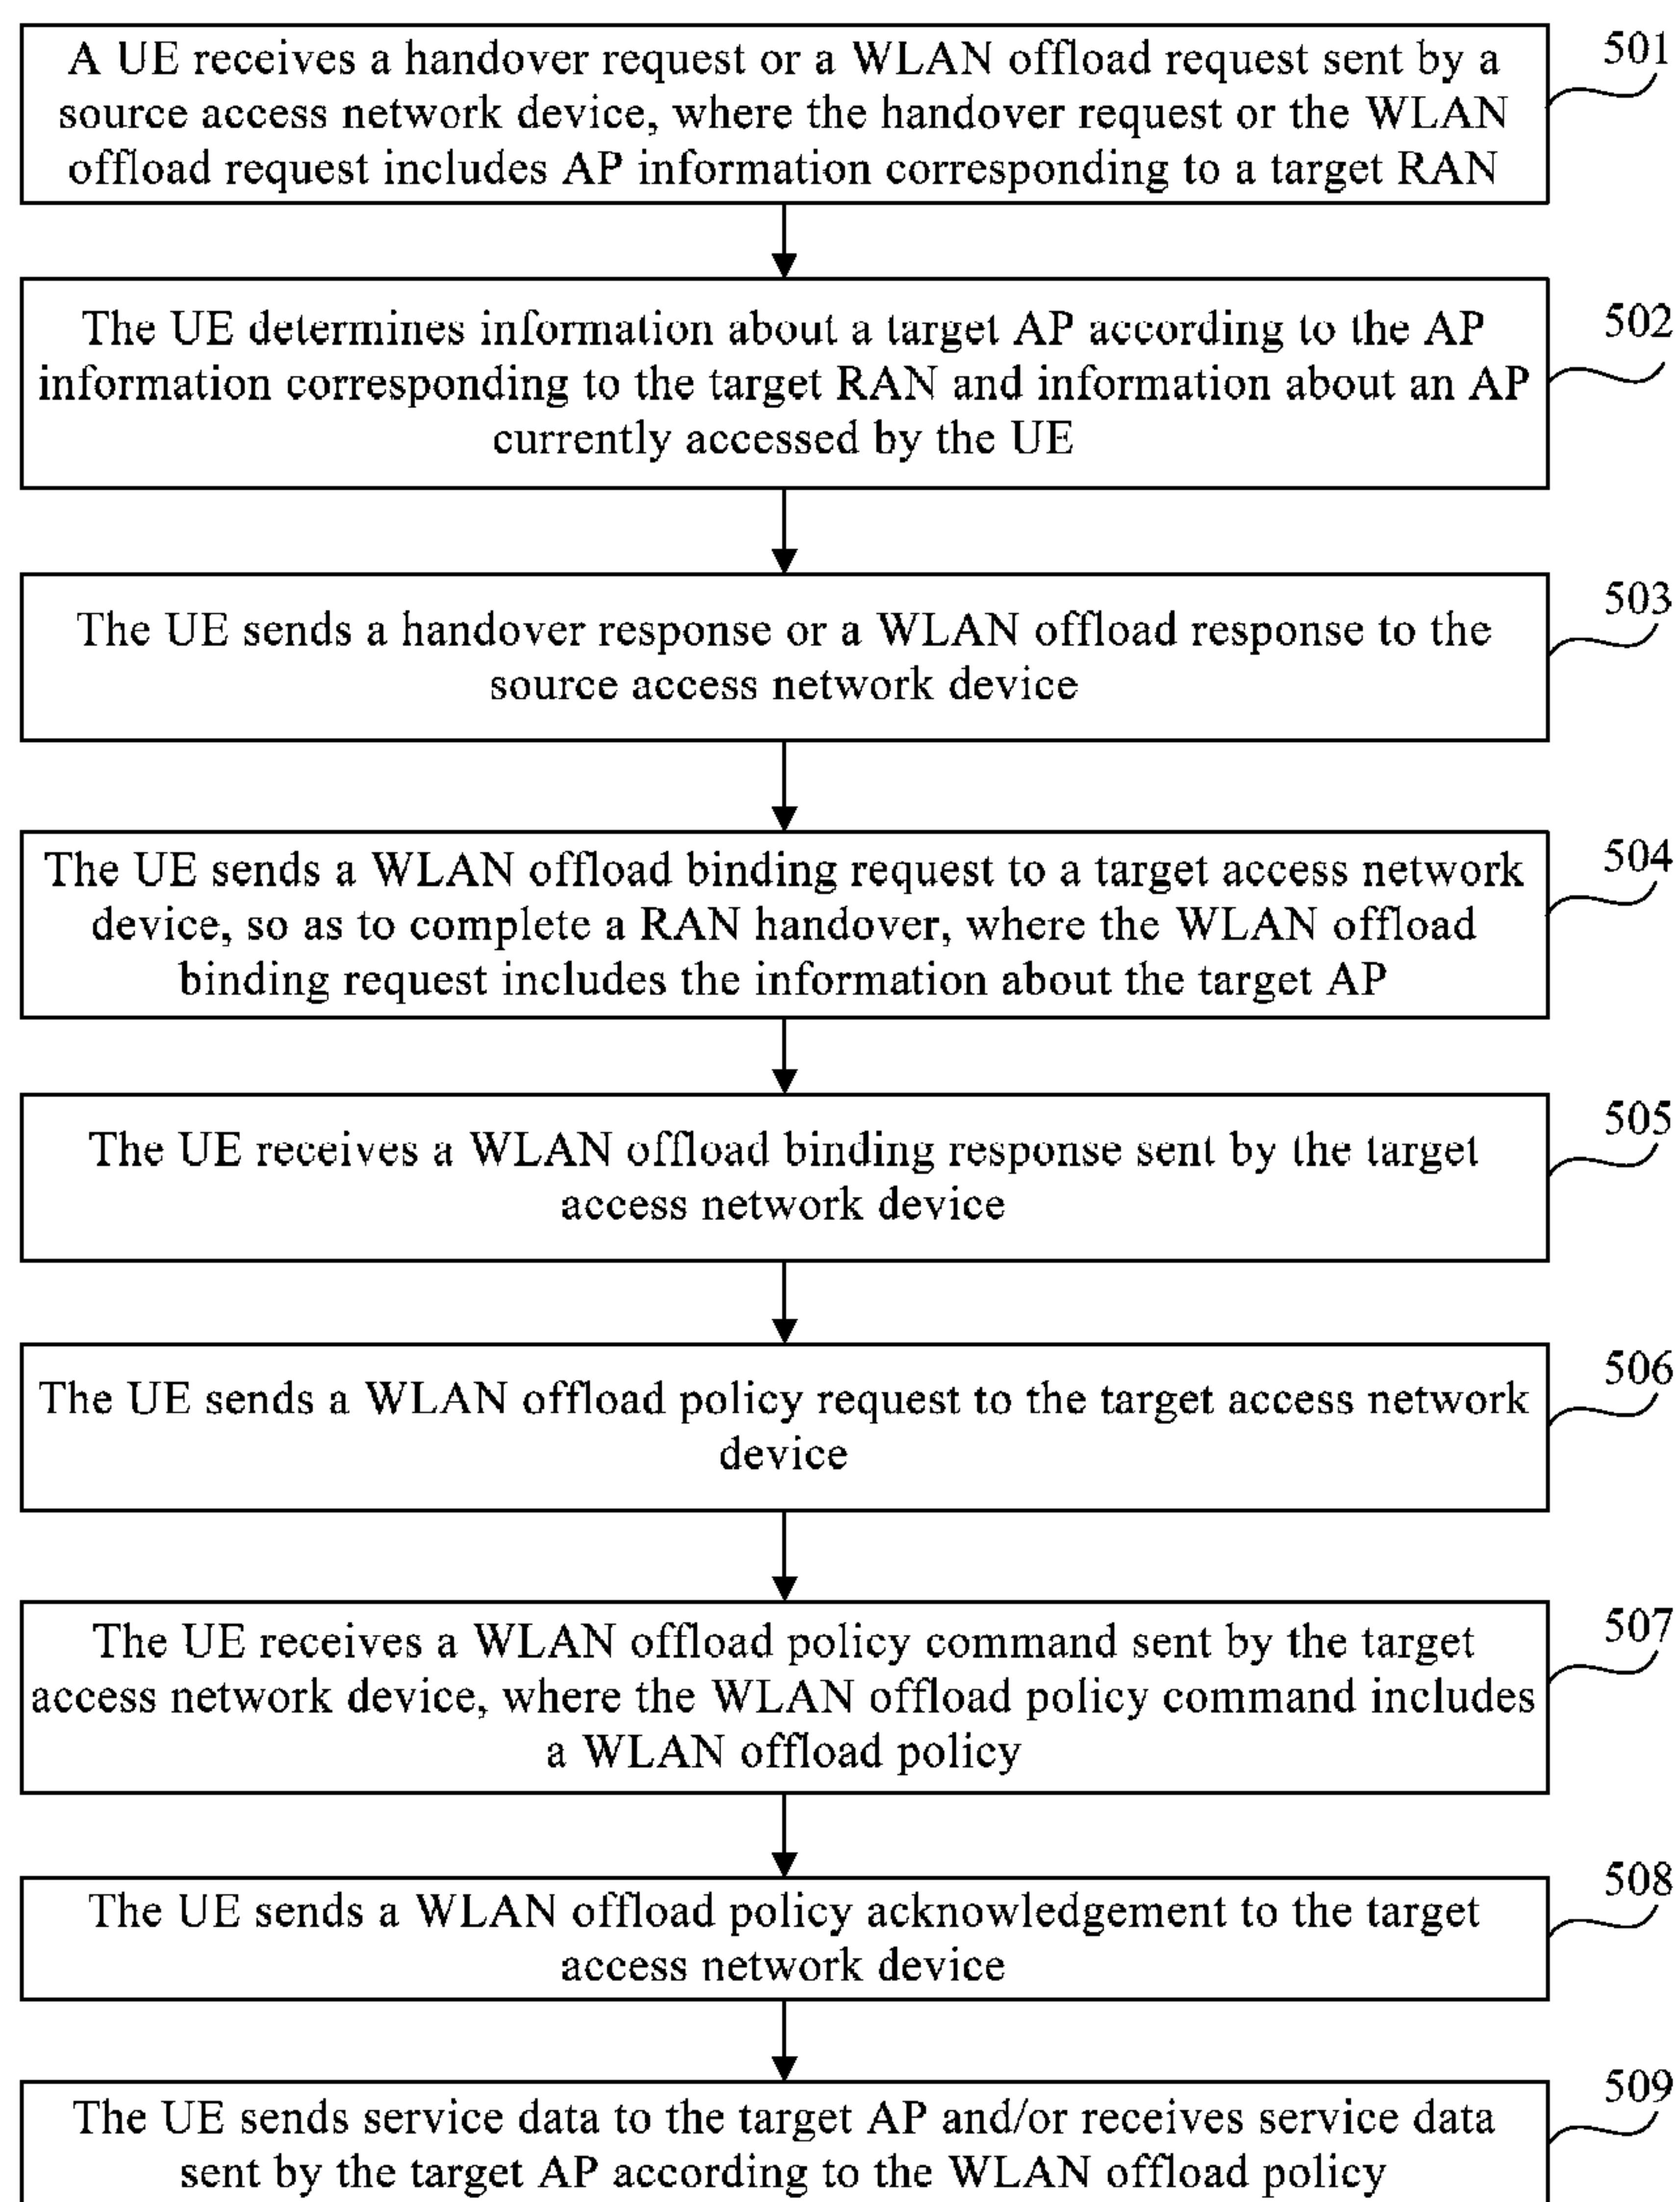 A UE receives a handover request or a WLAN offload request sent by a
source access network device, where the handover request or the WLAN
offload request includes AP information corresponding to a target RAN
501
The UE determines information about a target AP according to the AP
information corresponding to the target RAN and information about an AP
currently accessed by the UE
502
The UE sends a handover response or a WLAN offload response to the
source access network device
503
The UE sends a WLAN offload binding request to a target access network
device, so as to complete a RAN handover, where the WLAN offload
binding request includes the information about the target AP
504
The UE receives a WLAN offload binding response sent by the target
access network device
505
The UE sends a WLAN offload policy request to the target access network
device
506
The UE receives a WLAN offload policy command sent by the target
access network device, where the WLAN offload policy command includes
a WLAN offload policy
507
The UE sends a WLAN offload policy acknowledgement to the target
access network device
508
The UE sends service data to the target AP and/or receives service data
sent by the target AP according to the WLAN offload policy
509